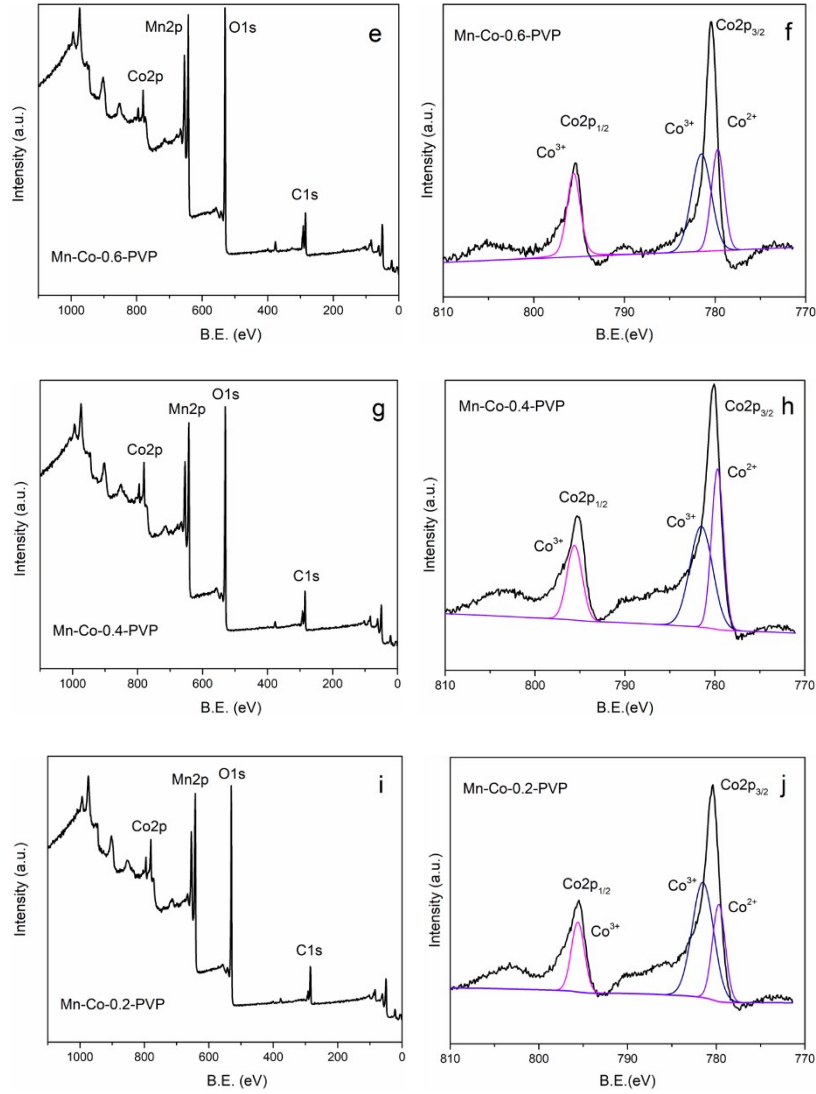 e
Mn2p
O1s
Co2p
C1s
Mn-Co-0.6-PVP
Intensity (a.u.)
1000 800 600 400 200 0
B.E. (eV)
f
Mn-Co-0.6-PVP
Co2p3/2
Co3+
Co2+
Co2p1/2
Co3+
Intensity (a.u.)
810 800 790 780 770
B.E. (eV)
g
O1s
Mn2p
Co2p
C1s
Mn-Co-0.4-PVP
Intensity (a.u.)
1000 800 600 400 200 0
B.E. (eV)
h
Mn-Co-0.4-PVP
Co2p3/2
Co2+
Co3+
Co2p1/2
Co3+
Intensity (a.u.)
810 800 790 780 770
B.E.(eV)
i
O1s
Mn2p
Co2p
C1s
Mn-Co-0.2-PVP
Intensity (a.u.)
1000 800 600 400 200 0
B.E. (eV)
j
Mn-Co-0.2-PVP
Co2p3/2
Co3+
Co2+
Co2p1/2
Co3+
Intensity (a.u.)
810 800 790 780 770
B.E.(eV)